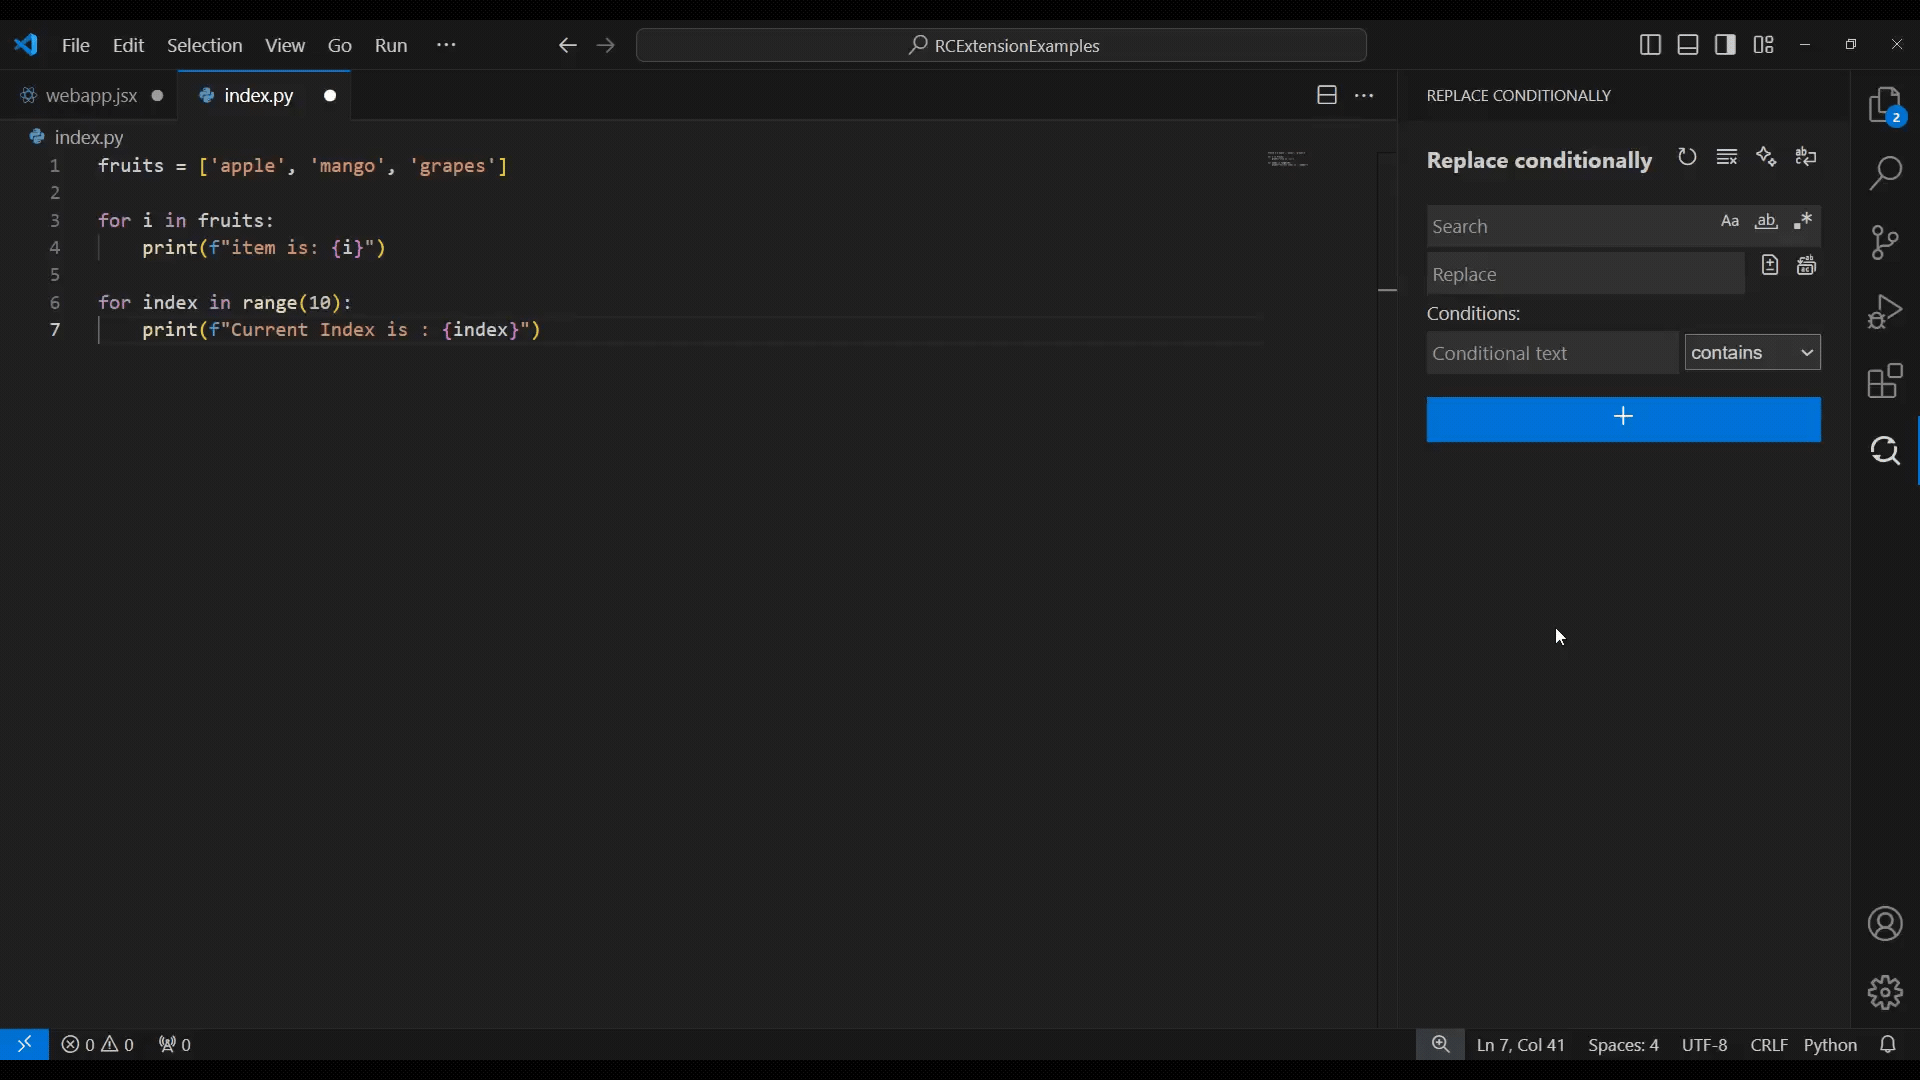 File Edit Selection View Go Run ··· RCExtensionExamples
webapp.jsx index.py
index.py
1 fruits = ['apple', 'mango', 'grapes']
2
3 for i in fruits:
4     print(f"item is: {i}")
5
6 for index in range(10):
7     print(f"Current Index is : {index}")
REPLACE CONDITIONALLY
Replace conditionally
Search Aa ab .*
Replace
Conditions:
Conditional text contains
+
2
0 0 0 Ln 7, Col 41 Spaces: 4 UTF-8 CRLF Python